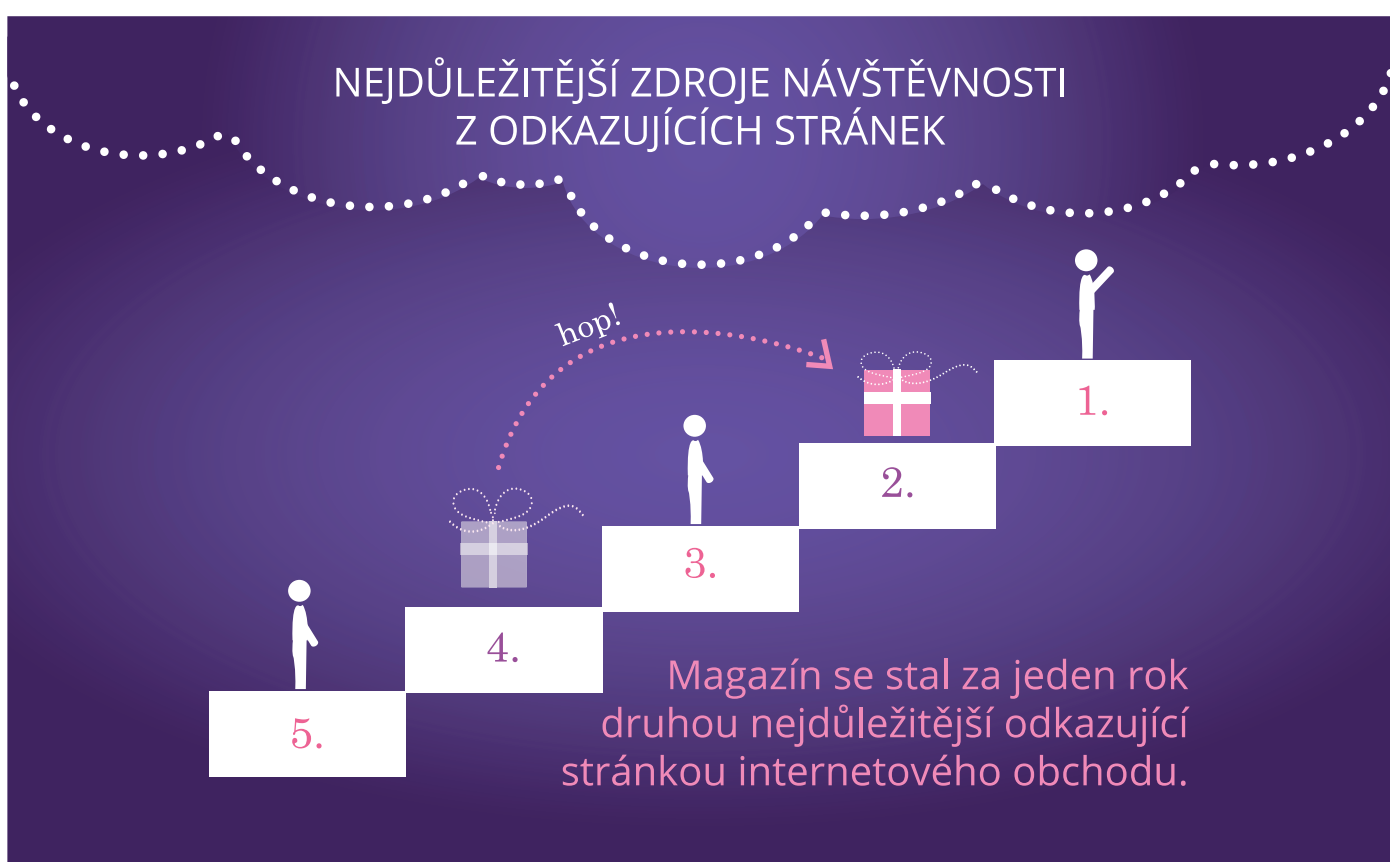 NEJDŮLEŽITĚJŠÍ ZDROJE NÁVŠTĚVNOSTI
Z ODKAZUJÍCÍCH STRÁNEK
hop!
1.
2.
3.
4.
5.
Magazín se stal za jeden rok
druhou nejdůležitější odkazující
stránkou internetového obchodu.